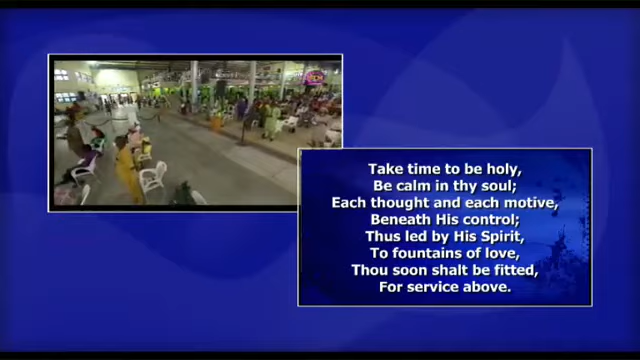 Take time to be holy,
Be calm in thy soul;
Each thought and each motive,
Beneath His control;
Thus led by His Spirit,
To fountains of love,
Thou soon shalt be fitted,
For service above.